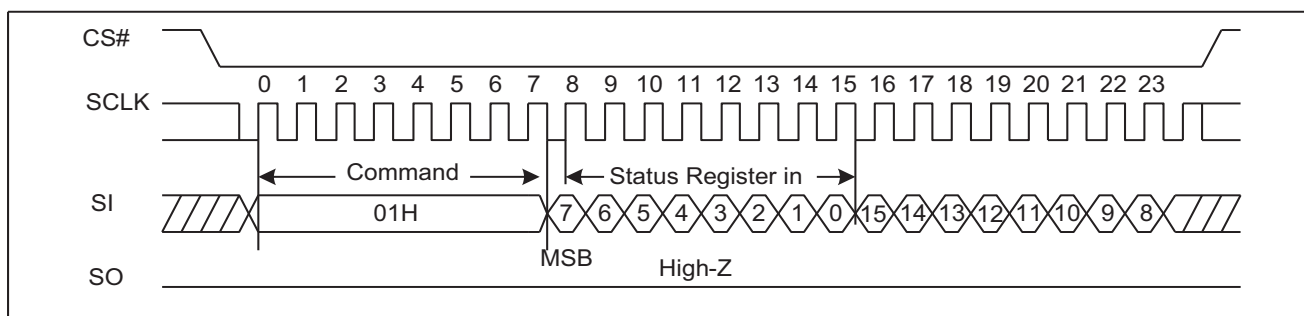 CS#
0 1 2 3 4 5 6 7 8 9 10 11 12 13 14 15 16 17 18 19 20 21 22 23
SCLK
Command Status Register in
SI 01H 7 6 5 4 3 2 1 0 15 14 13 12 11 10 9 8
MSB High-Z
SO